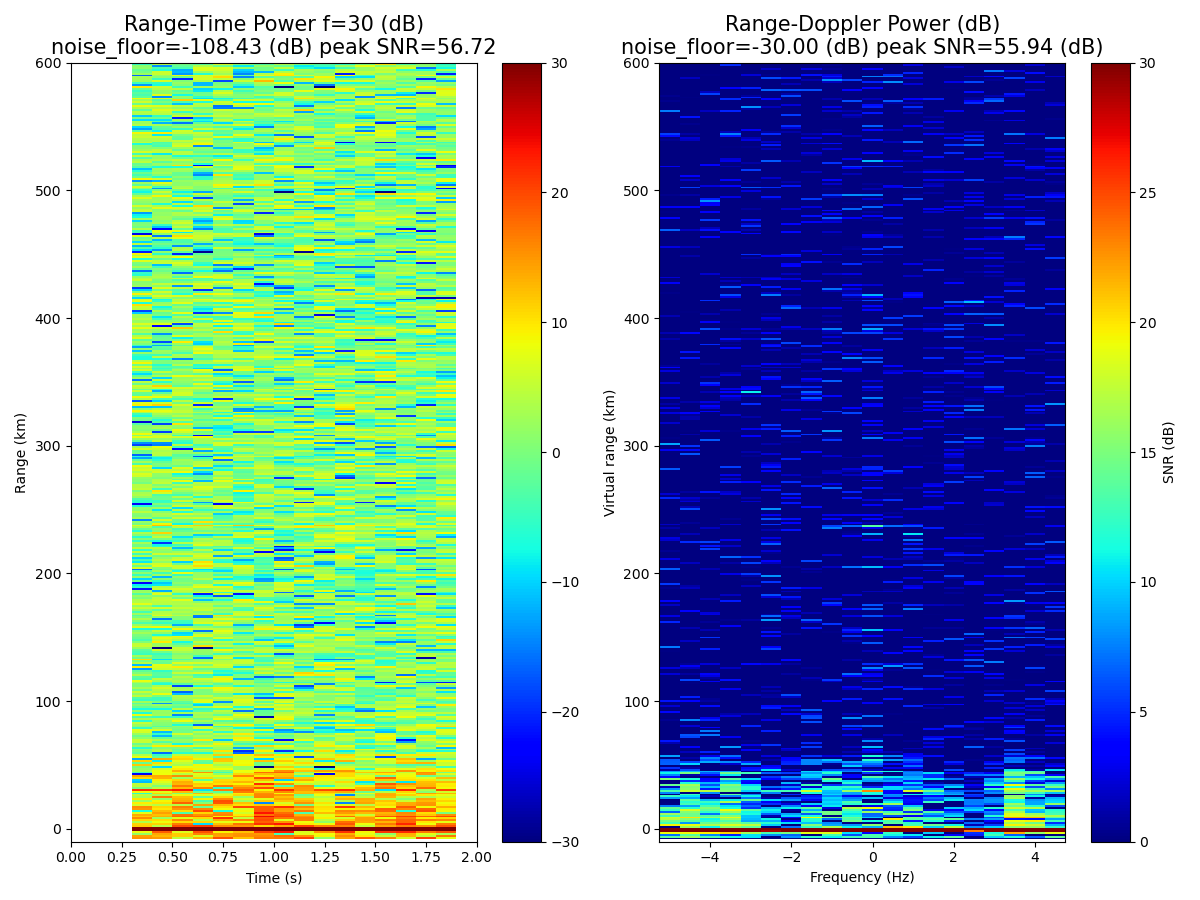 Range-Time Power f=30 (dB)
noise_floor=-108.43 (dB) peak SNR=56.72
600
500
400
300
200
100
0
Range (km)
0.00 0.25 0.50 0.75 1.00 1.25 1.50 1.75 2.00
Time (s)
30
20
10
0
−10
−20
−30
Range-Doppler Power (dB)
noise_floor=-30.00 (dB) peak SNR=55.94 (dB)
600
500
400
300
200
100
0
Virtual range (km)
−4 −2 0 2 4
Frequency (Hz)
30
25
20
15
10
5
0
SNR (dB)